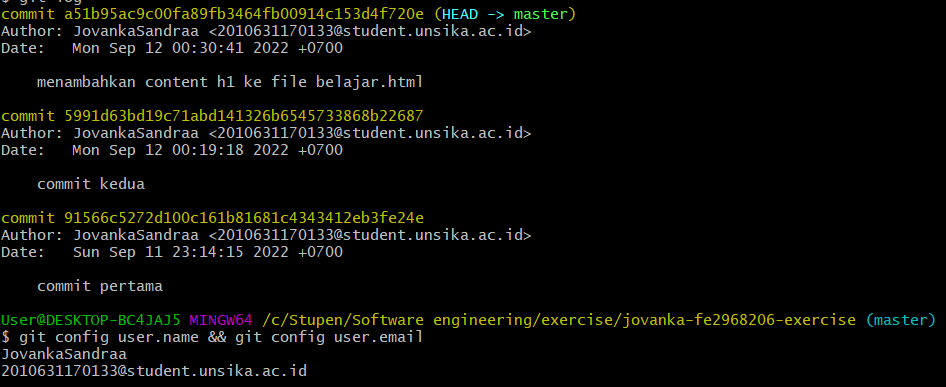 $ git log
commit a51b95ac9c00fa89fb3464fb00914c153d4f720e (HEAD -> master)
Author: JovankaSandraa <2010631170133@student.unsika.ac.id>
Date:   Mon Sep 12 00:30:41 2022 +0700
    menambahkan content h1 ke file belajar.html
commit 5991d63bd19c71abd141326b6545733868b22687
Author: JovankaSandraa <2010631170133@student.unsika.ac.id>
Date:   Mon Sep 12 00:19:18 2022 +0700
    commit kedua
commit 91566c5272d100c161b81681c4343412eb3fe24e
Author: JovankaSandraa <2010631170133@student.unsika.ac.id>
Date:   Sun Sep 11 23:14:15 2022 +0700
    commit pertama
User@DESKTOP-BC4JAJ5 MINGW64 /c/Stupen/Software engineering/exercise/jovanka-fe2968206-exercise (master)
$ git config user.name && git config user.email
JovankaSandraa
2010631170133@student.unsika.ac.id